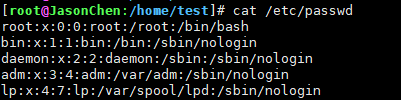 [root@JasonChen:/home/test]# cat /etc/passwd
root:x:0:0:root:/root:/bin/bash
bin:x:1:1:bin:/bin:/sbin/nologin
daemon:x:2:2:daemon:/sbin:/sbin/nologin
adm:x:3:4:adm:/var/adm:/sbin/nologin
lp:x:4:7:lp:/var/spool/lpd:/sbin/nologin